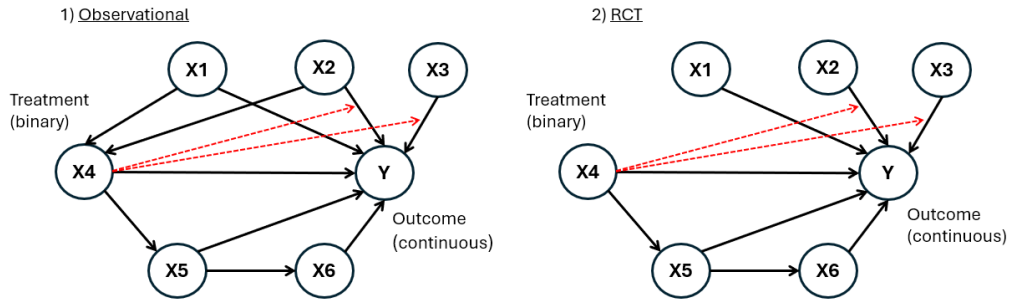 1) Observational
X1
X2
X3
Treatment
(binary)
X4
Y
Outcome
(continuous)
X5
X6
2) RCT
X1
X2
X3
Treatment
(binary)
X4
Y
Outcome
(continuous)
X5
X6